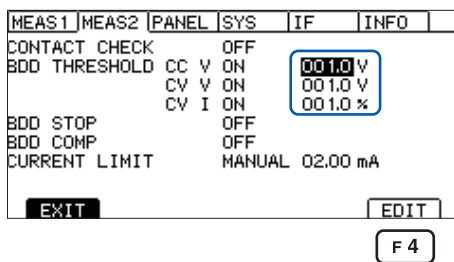 MEAS1 MEAS2 PANEL SYS IF INFO
CONTACT CHECK OFF
BDD THRESHOLD CC V ON 001.0 V
CV V ON 001.0 V
CV I ON 001.0 %
BDD STOP OFF
BDD COMP OFF
CURRENT LIMIT MANUAL 02.00 mA
EXIT EDIT
F 4